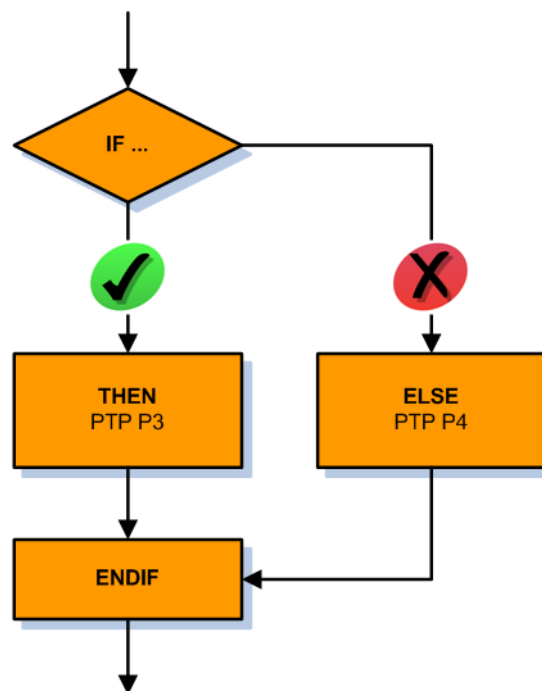 IF ...
THEN
PTP P3
ELSE
PTP P4
ENDIF